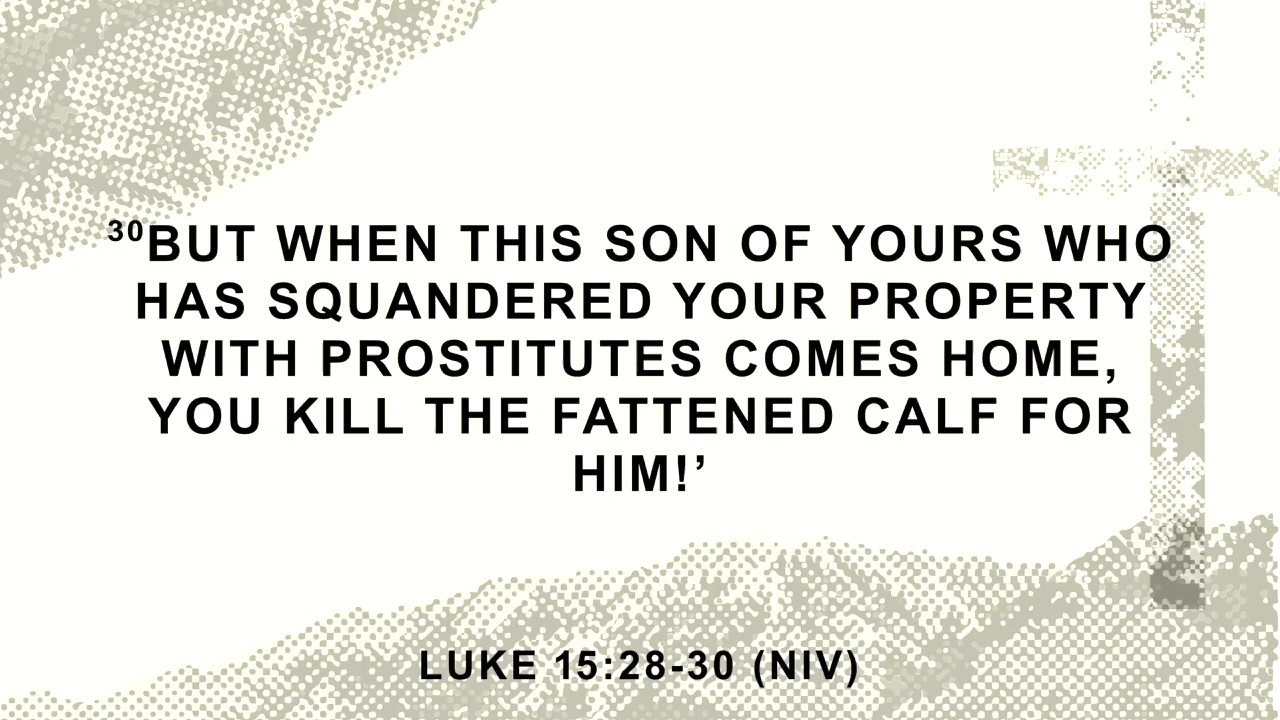 ³⁰BUT WHEN THIS SON OF YOURS WHO
HAS SQUANDERED YOUR PROPERTY
WITH PROSTITUTES COMES HOME,
YOU KILL THE FATTENED CALF FOR
HIM!’
LUKE 15:28-30 (NIV)